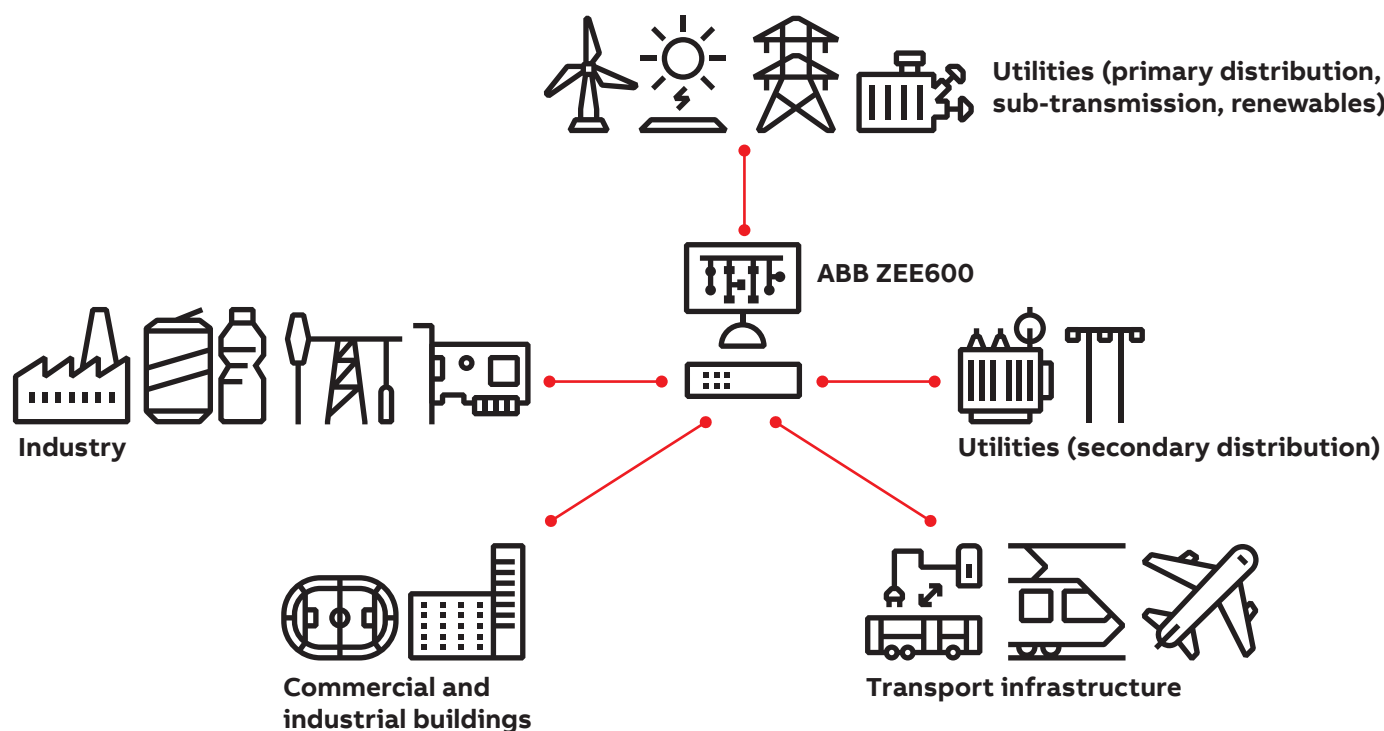 Utilities (primary distribution,
sub-transmission, renewables)
ABB ZEE600
Industry
Utilities (secondary distribution)
Commercial and
industrial buildings
Transport infrastructure